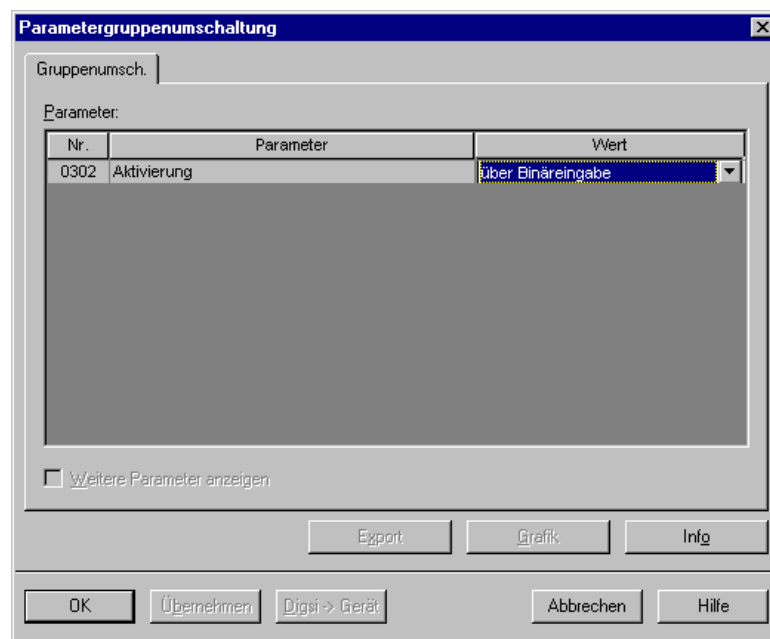 Parametergruppenumschaltung
Gruppenumsch.
Parameter:
Nr. Parameter Wert
0302 Aktivierung über Binäreingabe
Weitere Parameter anzeigen
Export Grafik Info
OK Übernehmen Digsi -> Gerät Abbrechen Hilfe